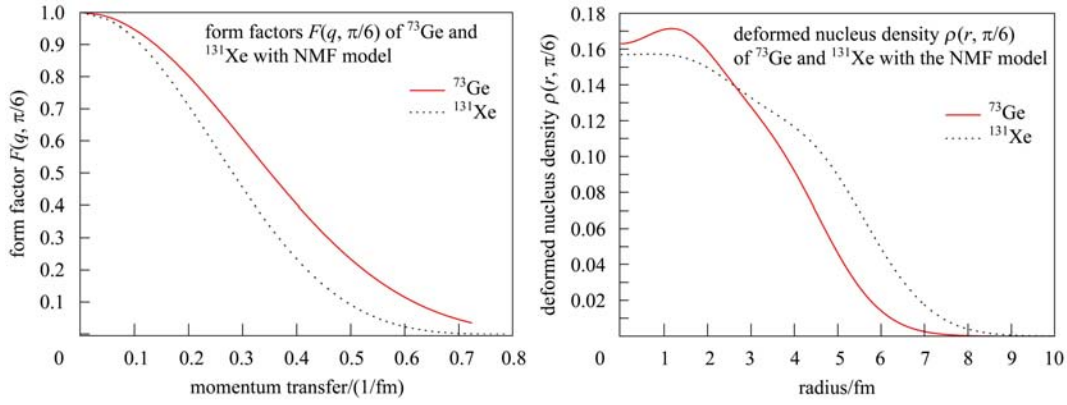 form factors F(q, π/6) of ⁷³Ge and
¹³¹Xe with NMF model
⁷³Ge
¹³¹Xe
form factor F(q, π/6)
1.0
0.9
0.8
0.7
0.6
0.5
0.4
0.3
0.2
0.1
0 0.1 0.2 0.3 0.4 0.5 0.6 0.7 0.8
momentum transfer/(1/fm)
deformed nucleus density ρ(r, π/6)
of ⁷³Ge and ¹³¹Xe with the NMF model
⁷³Ge
¹³¹Xe
deformed nucleus density ρ(r, π/6)
0.18
0.16
0.14
0.12
0.10
0.08
0.06
0.04
0.02
0 1 2 3 4 5 6 7 8 9 10
radius/fm